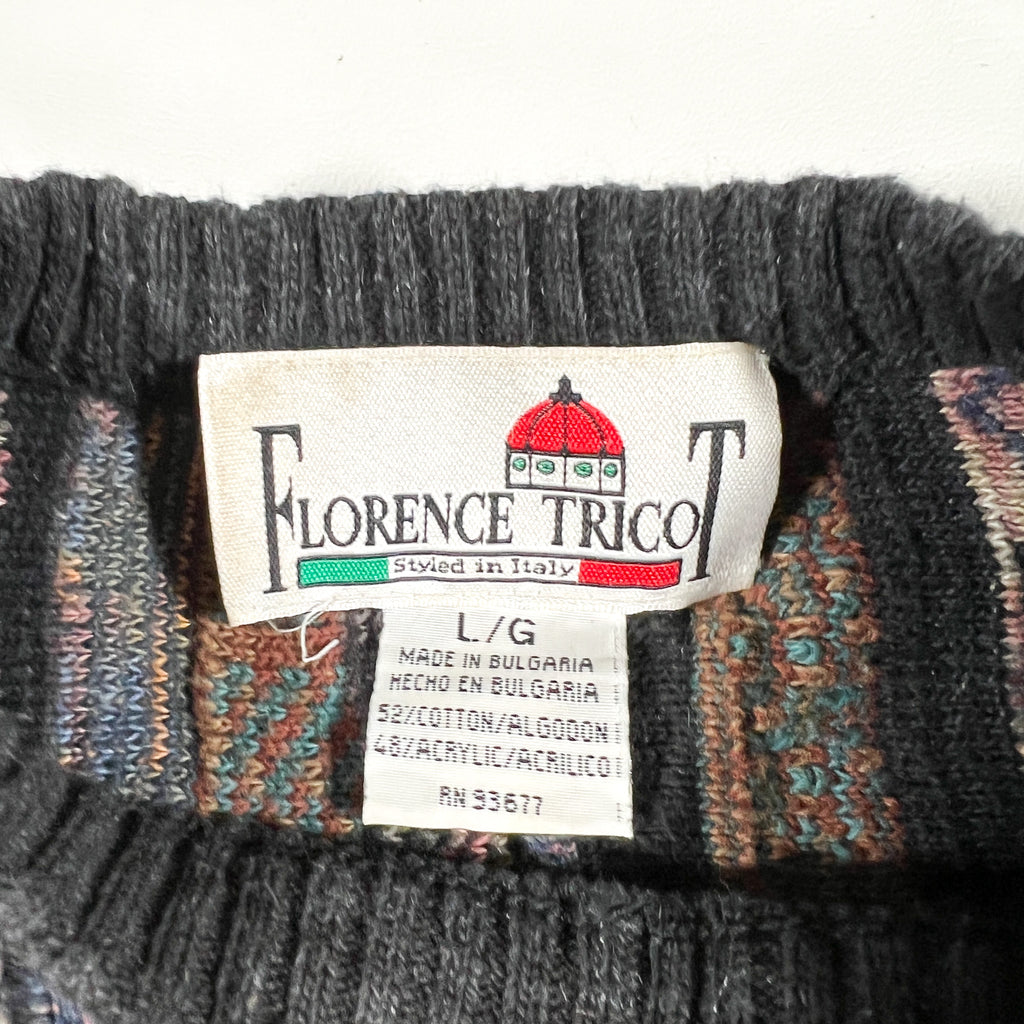 FLORENCE TRICOT
Styled in Italy
L/G
MADE IN BULGARIA
HECHO EN BULGARIA
52%COTTON/ALGODON
48%ACRYLIC/ACRILICO
RN 93677